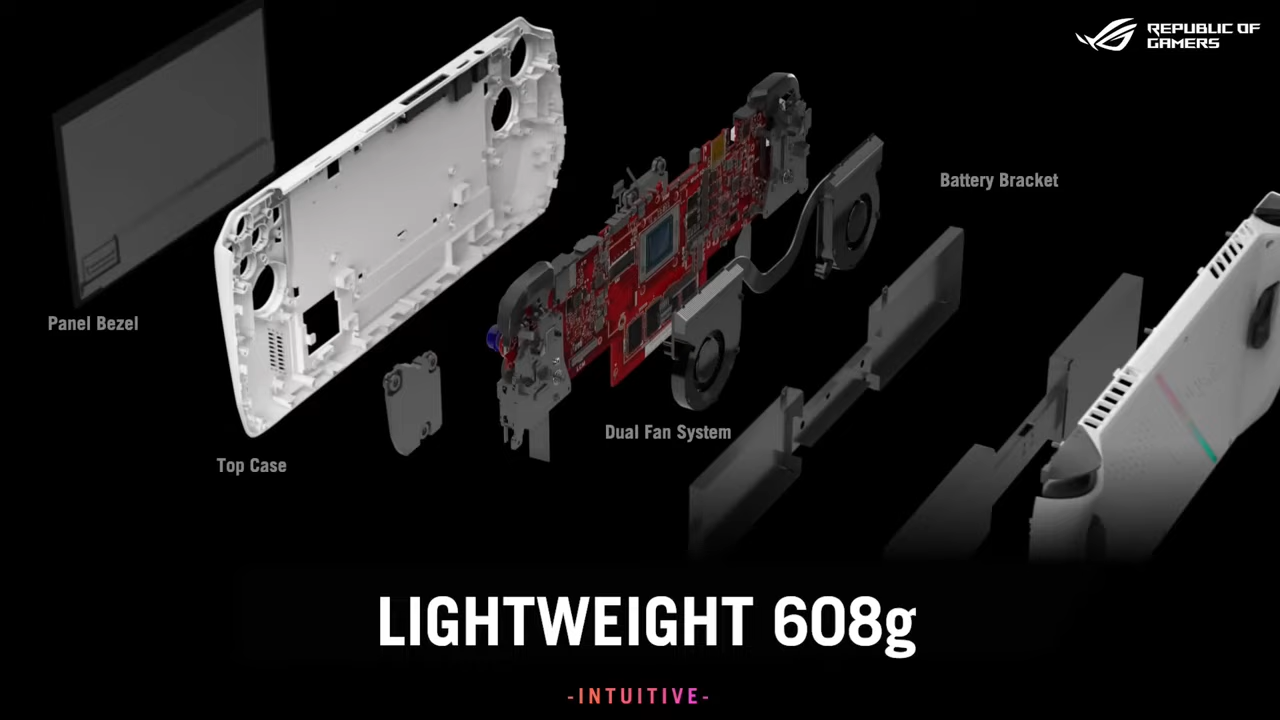 REPUBLIC OF
GAMERS
Battery Bracket
Panel Bezel
Dual Fan System
Top Case
LIGHTWEIGHT 608g
-INTUITIVE-